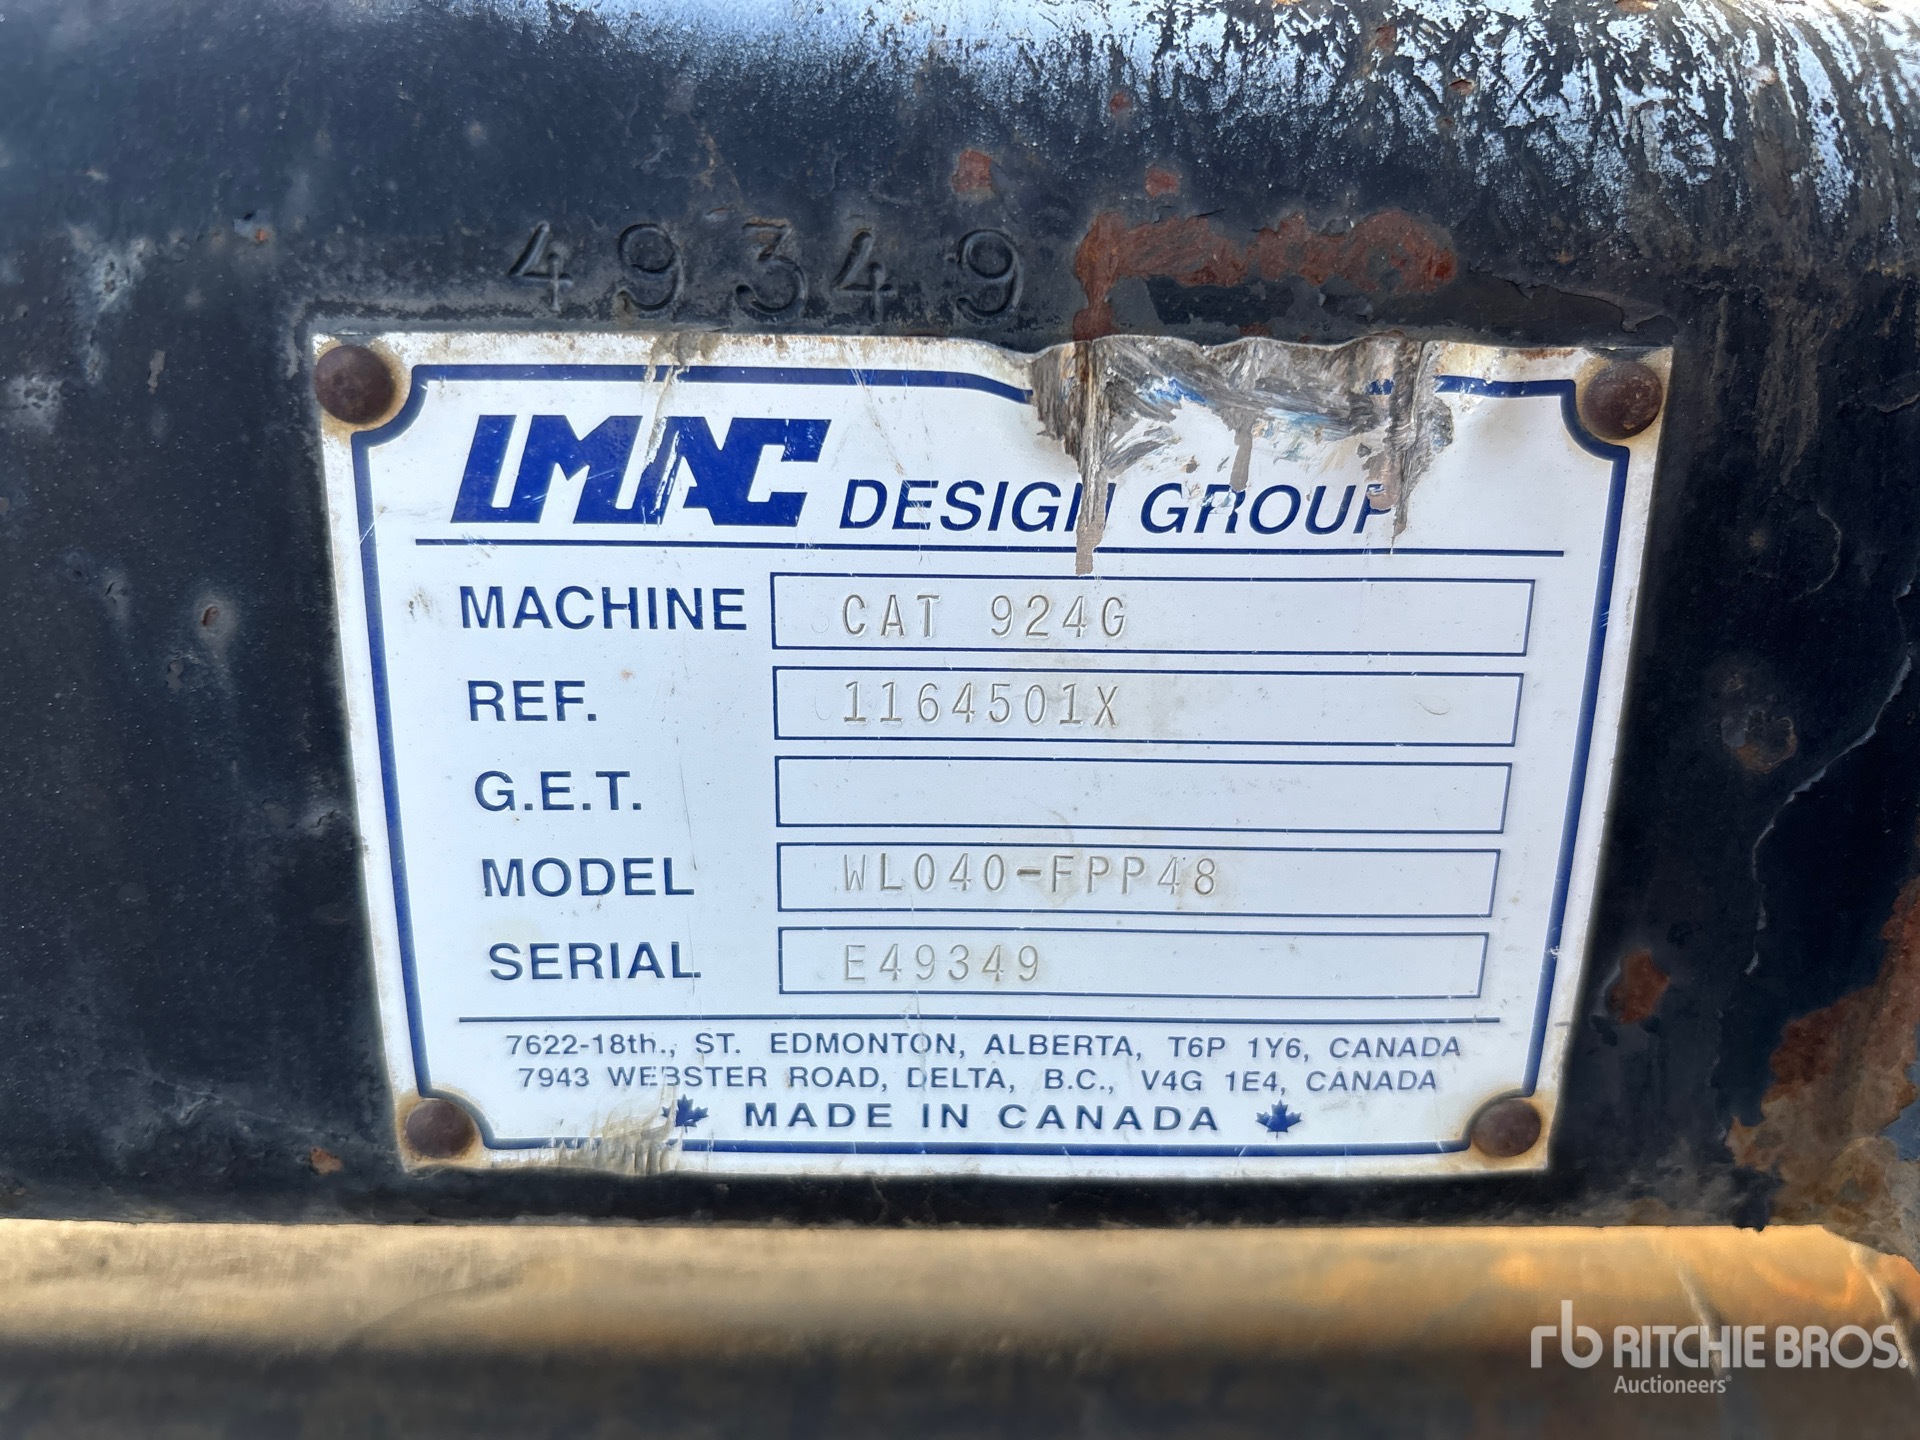 49349
IMAC DESIGN GROUP
MACHINE CAT 924G
REF. 1164501X
G.E.T.
MODEL WL040-FPP48
SERIAL E49349
7622-18th., ST. EDMONTON, ALBERTA, T6P 1Y6, CANADA
7943 WEBSTER ROAD, DELTA, B.C., V4G 1E4, CANADA
MADE IN CANADA
rb RITCHIE BROS.
Auctioneers